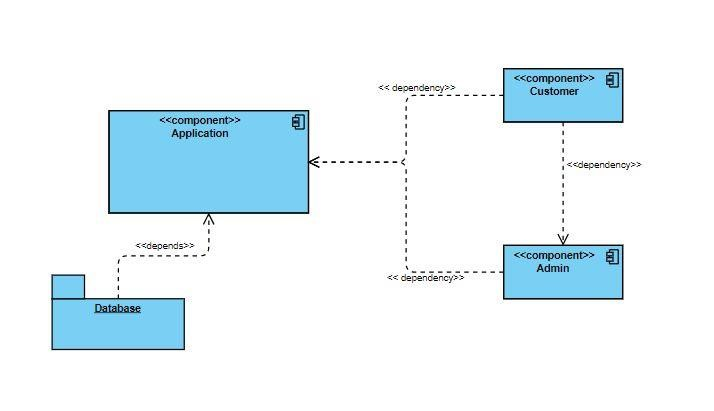 <<component>>
Customer
<< dependency>>
<<component>>
Application
<<dependency>>
<<depends>>
<<component>>
Admin
<< dependency>>
Database